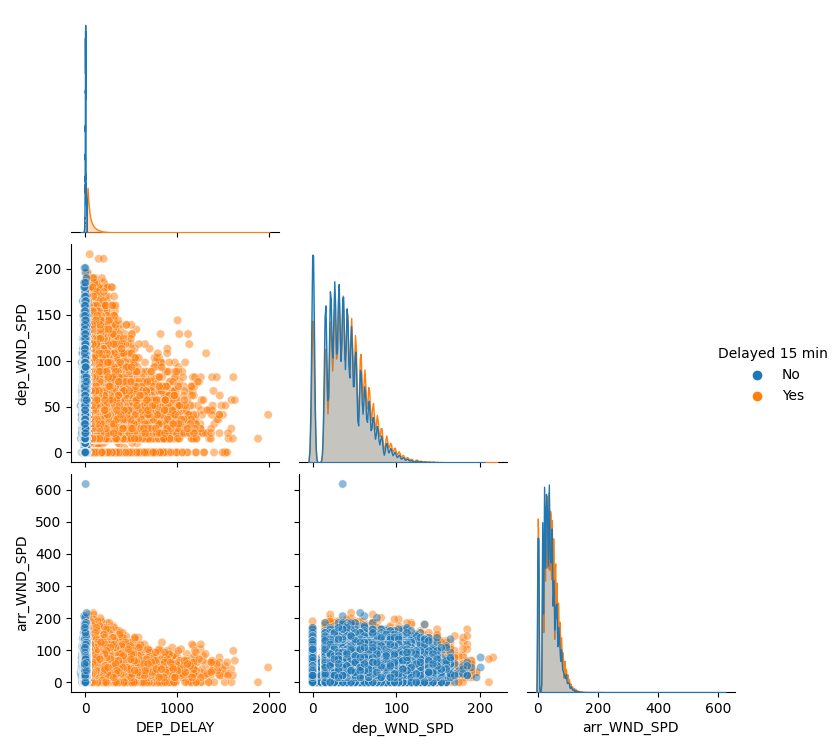 200
150
100
50
0
dep_WND_SPD
Delayed 15 min
No
Yes
600
500
400
300
200
100
0
arr_WND_SPD
0 1000 2000
DEP_DELAY
0 100 200
dep_WND_SPD
0 200 400 600
arr_WND_SPD